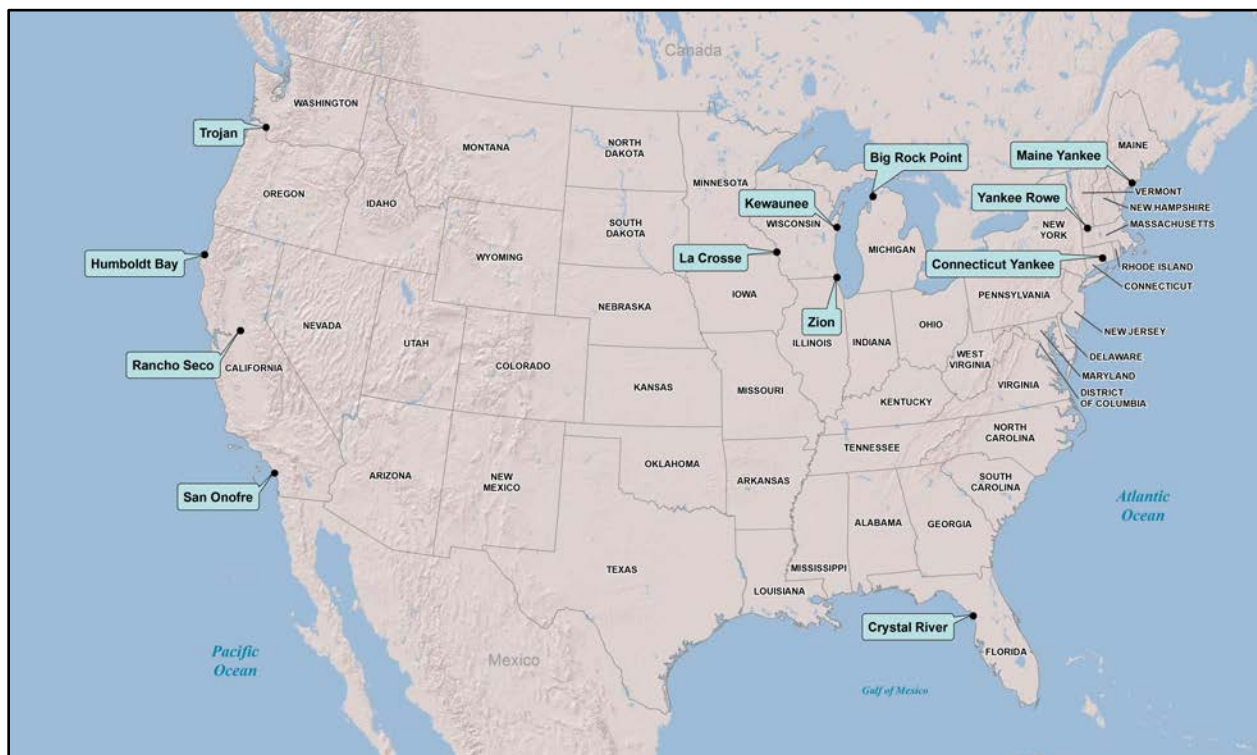 Canada
WASHINGTON
Trojan
MONTANA
NORTH
DAKOTA
MINNESOTA
Big Rock Point
Maine Yankee
MAINE
OREGON
IDAHO
VERMONT
Yankee Rowe
NEW HAMPSHIRE
Kewaunee
WISCONSIN
SOUTH
DAKOTA
MASSACHUSETTS
NEW
YORK
MICHIGAN
La Crosse
WYOMING
Humboldt Bay
Connecticut Yankee
RHODE ISLAND
CONNECTICUT
IOWA
PENNSYLVANIA
NEBRASKA
Zion
NEVADA
OHIO
NEW JERSEY
UTAH
ILLINOIS
INDIANA
Rancho Seco
CALIFORNIA
COLORADO
WEST
VIRGINIA
DELAWARE
MARYLAND
KANSAS
MISSOURI
VIRGINIA
DISTRICT
OF COLUMBIA
KENTUCKY
NORTH
CAROLINA
TENNESSEE
OKLAHOMA
ARIZONA
NEW
MEXICO
ARKANSAS
SOUTH
CAROLINA
San Onofre
Atlantic
Ocean
ALABAMA
GEORGIA
TEXAS
MISSISSIPPI
LOUISIANA
Crystal River
FLORIDA
Pacific
Ocean
Mexico
Gulf of Mexico